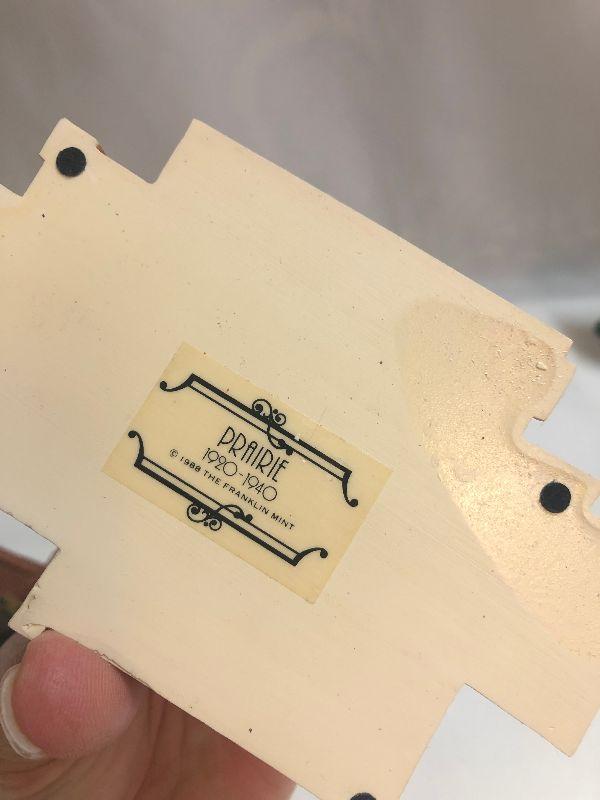 PRAIRIE
1920-1940
© 1988 THE FRANKLIN MINT